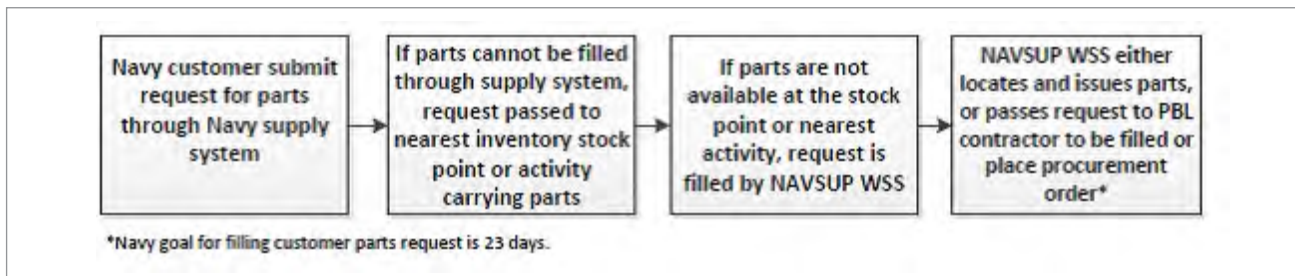 Navy customer submit
request for parts
through Navy supply
system
If parts cannot be filled
through supply system,
request passed to
nearest inventory stock
point or activity
carrying parts
If parts are not
available at the stock
point or nearest
activity, request is
filled by NAVSUP WSS
NAVSUP WSS either
locates and issues parts,
or passes request to PBL
contractor to be filled or
place procurement
order*
*Navy goal for filling customer parts request is 23 days.